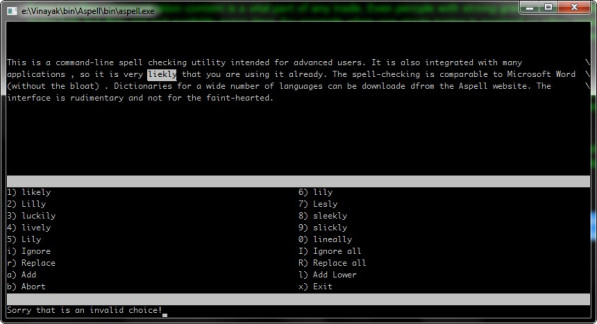 e:\Vinayak\bin\Aspell\bin\aspell.exe
This is a command-line spell checking utility intended for advanced users. It is also integrated with many \
applications , so it is very liekly that you are using it already. The spell-checking is comparable to Microsoft Word \
(without the bloat) . Dictionaries for a wide number of languages can be downloade dfrom the Aspell website. The \
interface is rudimentary and not for the faint-hearted.
1) likely 6) lily
2) Lilly 7) Lesly
3) luckily 8) sleekly
4) lively 9) slickly
5) Lily 0) lineally
i) Ignore I) Ignore all
r) Replace R) Replace all
a) Add l) Add Lower
b) Abort x) Exit
Sorry that is an invalid choice!